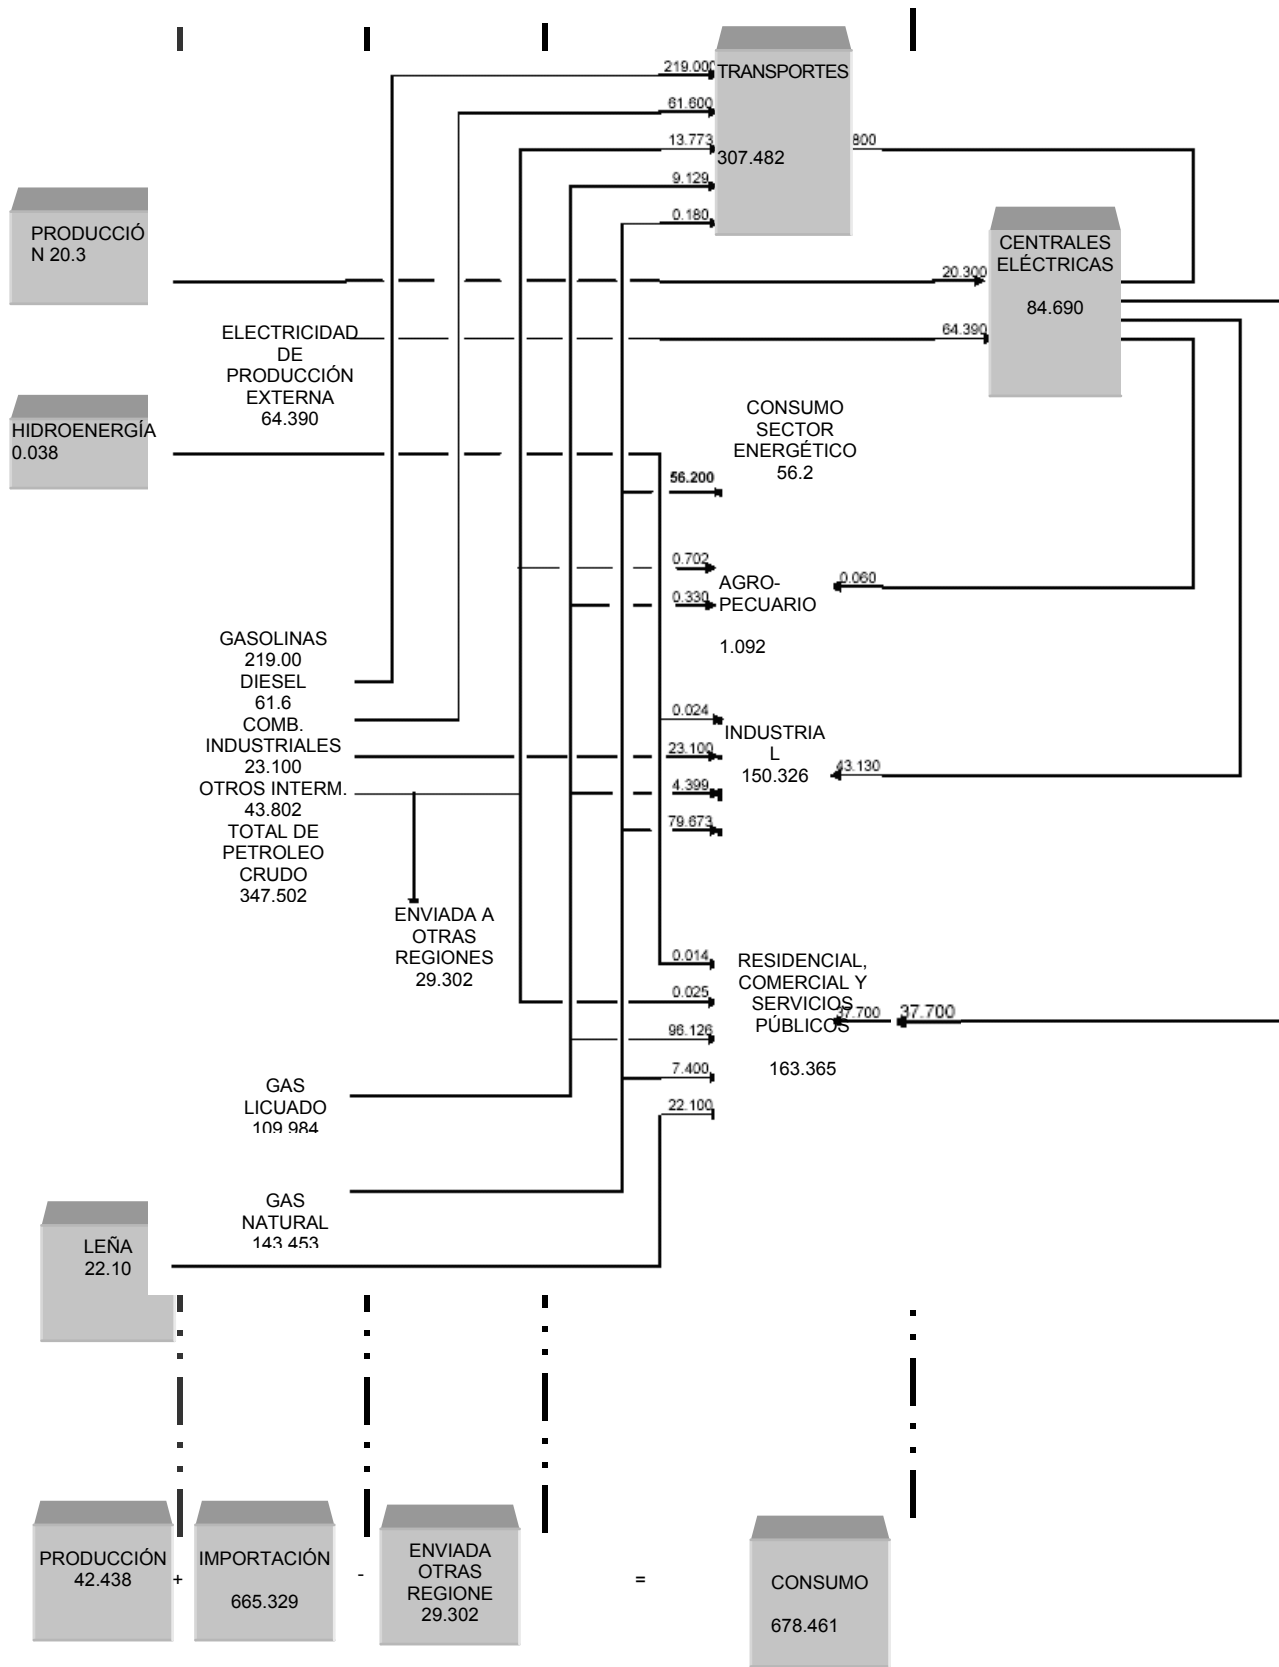 219.000
TRANSPORTES
61.600
13.773
800
307.482
9.129
0.180
PRODUCCIÓ
N 20.3
CENTRALES
ELÉCTRICAS
84.690
20.300
64.390
ELECTRICIDAD
DE
PRODUCCIÓN
EXTERNA
64.390
HIDROENERGÍA
0.038
CONSUMO
SECTOR
ENERGÉTICO
56.2
56.200
0.702
0.330
AGRO-
PECUARIO
1.092
0.060
GASOLINAS
219.00
DIESEL
61.6
COMB.
INDUSTRIALES
23.100
OTROS INTERM.
43.802
TOTAL DE
PETROLEO
CRUDO
347.502
0.024
23.100
4.399
79.673
INDUSTRIA
L
150.326
43.130
ENVIADA A
OTRAS
REGIONES
29.302
0.014
0.025
96.126
7.400
22.100
RESIDENCIAL,
COMERCIAL Y
SERVICIOS
PÚBLICOS
163.365
37.700
37.700
GAS
LICUADO
109.984
GAS
NATURAL
143.453
LEÑA
22.10
PRODUCCIÓN
42.438
+
IMPORTACIÓN
665.329
-
ENVIADA
OTRAS
REGIONE
29.302
=
CONSUMO
678.461